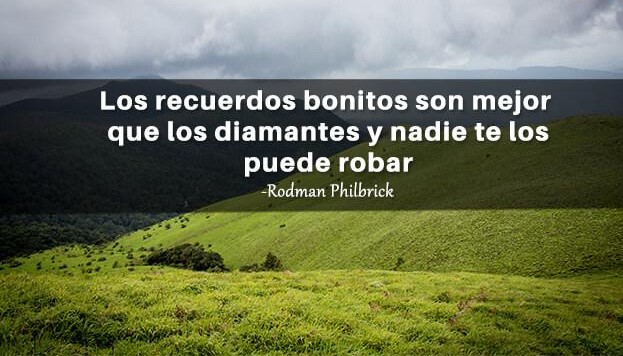 Los recuerdos bonitos son mejor
que los diamantes y nadie te los
puede robar
-Rodman Philbrick